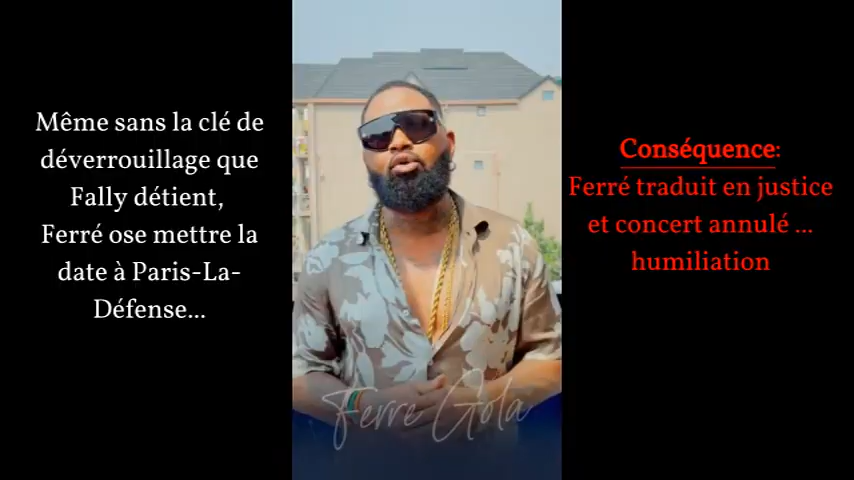 Même sans la clé de
déverrouillage que
Fally détient,
Ferré ose mettre la
date à Paris-La-
Défense...
Conséquence:
Ferré traduit en justice
et concert annulé ...
humiliation
Ferre Gola